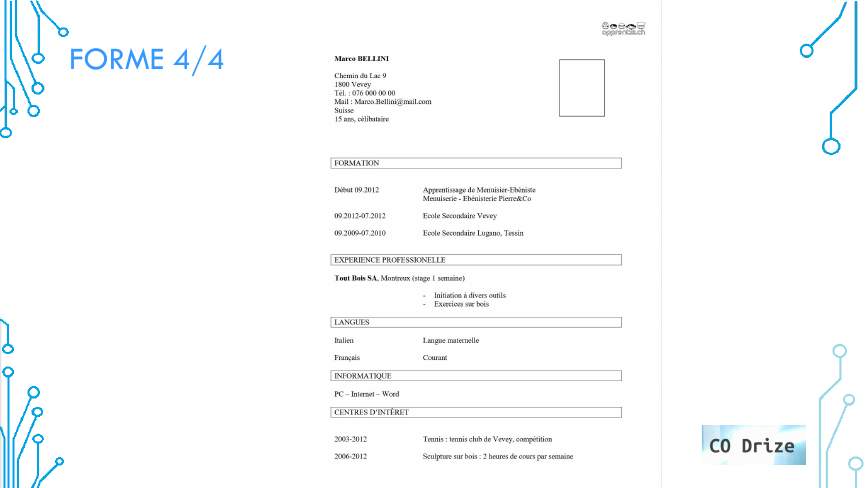 FORME 4/4
apprentis.ch
Marco BELLINI
Chemin du Lac 9
1800 Vevey
Tél. : 076 000 00 00
Mail : Marco.Bellini@mail.com
Suisse
15 ans, célibataire
FORMATION
Début 09.2012 Apprentissage de Menuisier-Ebéniste
Menuiserie - Ebénisterie Pierre&Co
09.2012-07.2012 Ecole Secondaire Vevey
09.2009-07.2010 Ecole Secondaire Lugano, Tessin
EXPERIENCE PROFESSIONELLE
Tout Bois SA, Montreux (stage 1 semaine)
- Initiation à divers outils
- Exercices sur bois
LANGUES
Italien Langue maternelle
Français Courant
INFORMATIQUE
PC – Internet – Word
CENTRES D'INTÉRET
2003-2012 Tennis : tennis club de Vevey, compétition
2006-2012 Sculpture sur bois : 2 heures de cours par semaine
CO Drize